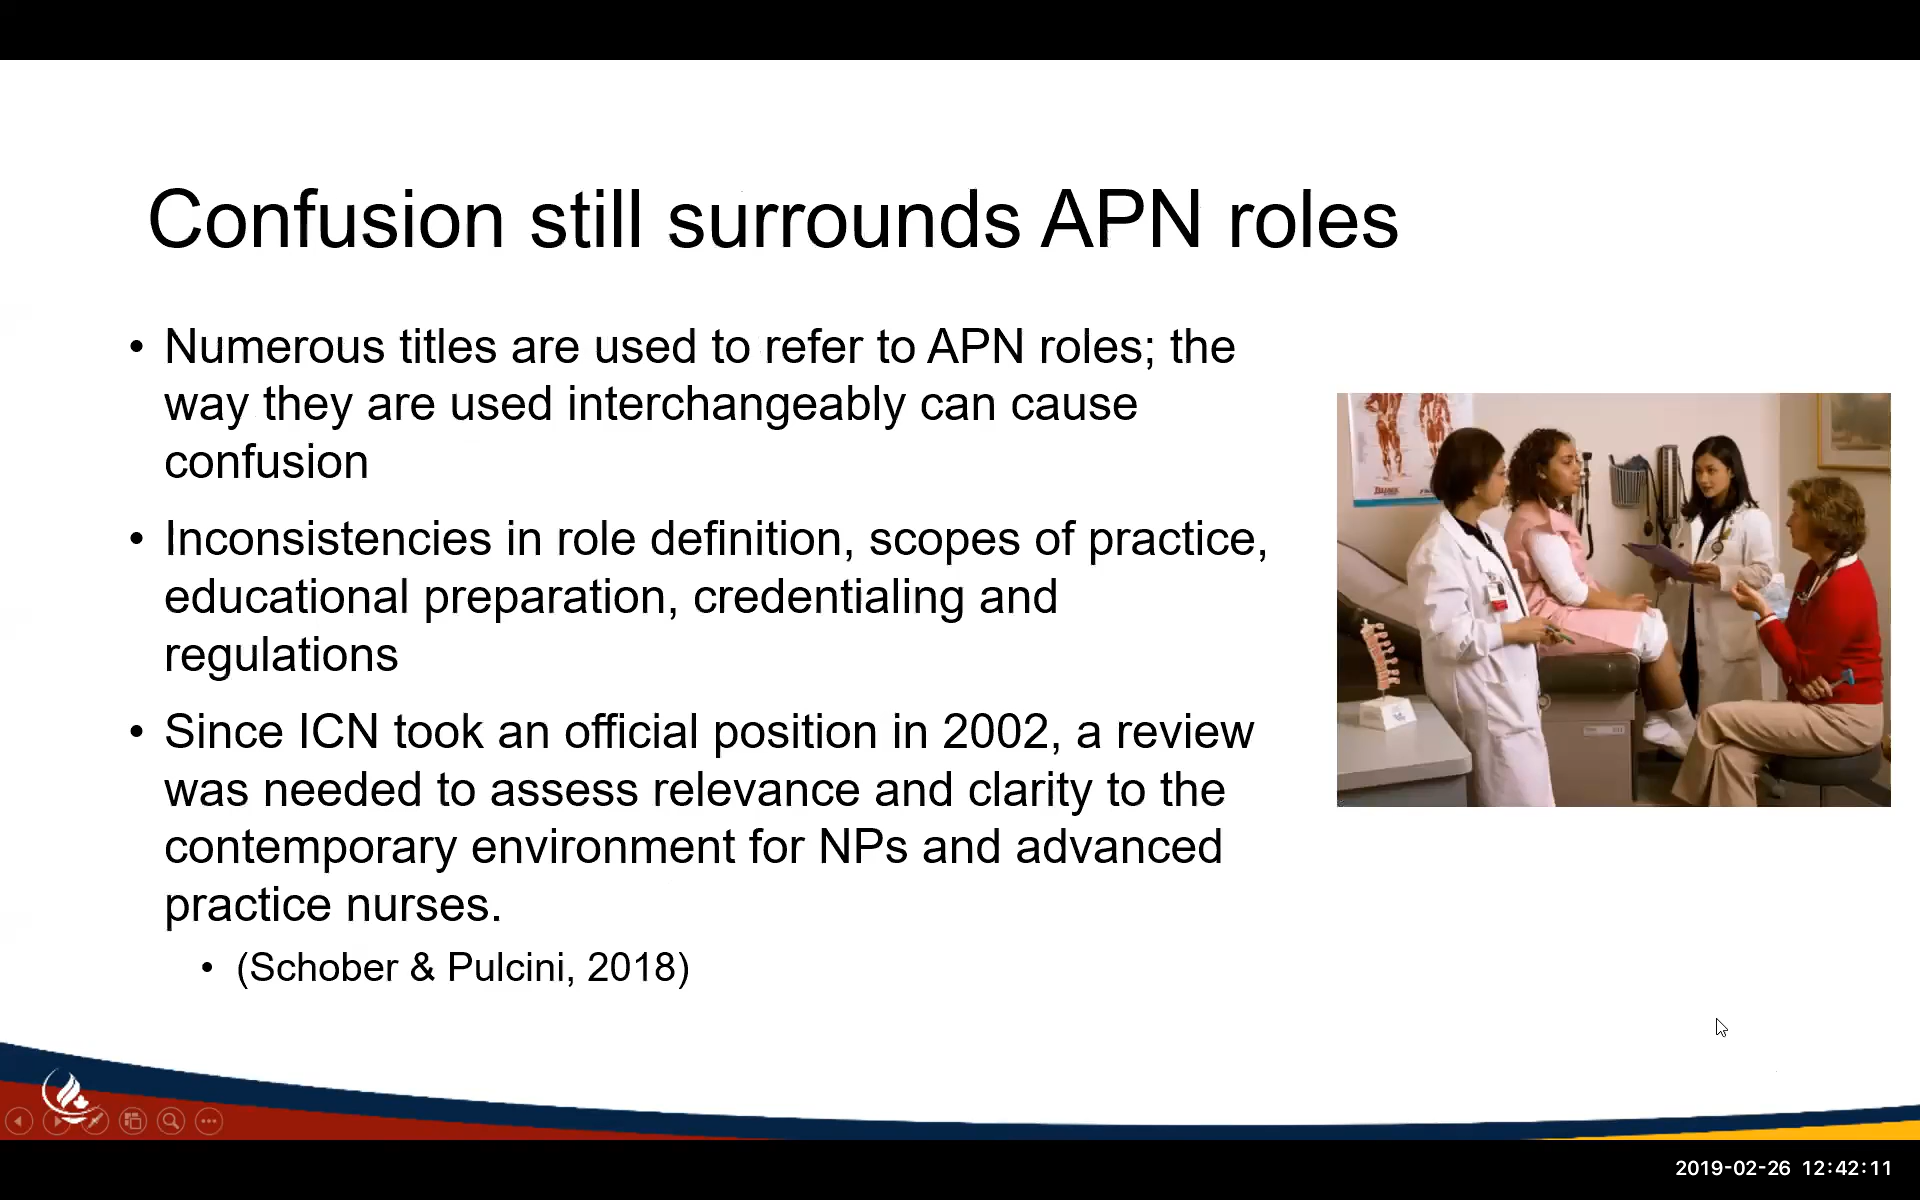 Confusion still surrounds APN roles
• Numerous titles are used to refer to APN roles; the
way they are used interchangeably can cause
confusion
• Inconsistencies in role definition, scopes of practice,
educational preparation, credentialing and
regulations
• Since ICN took an official position in 2002, a review
was needed to assess relevance and clarity to the
contemporary environment for NPs and advanced
practice nurses.
• (Schober & Pulcini, 2018)
2019-02-26 12:42:11